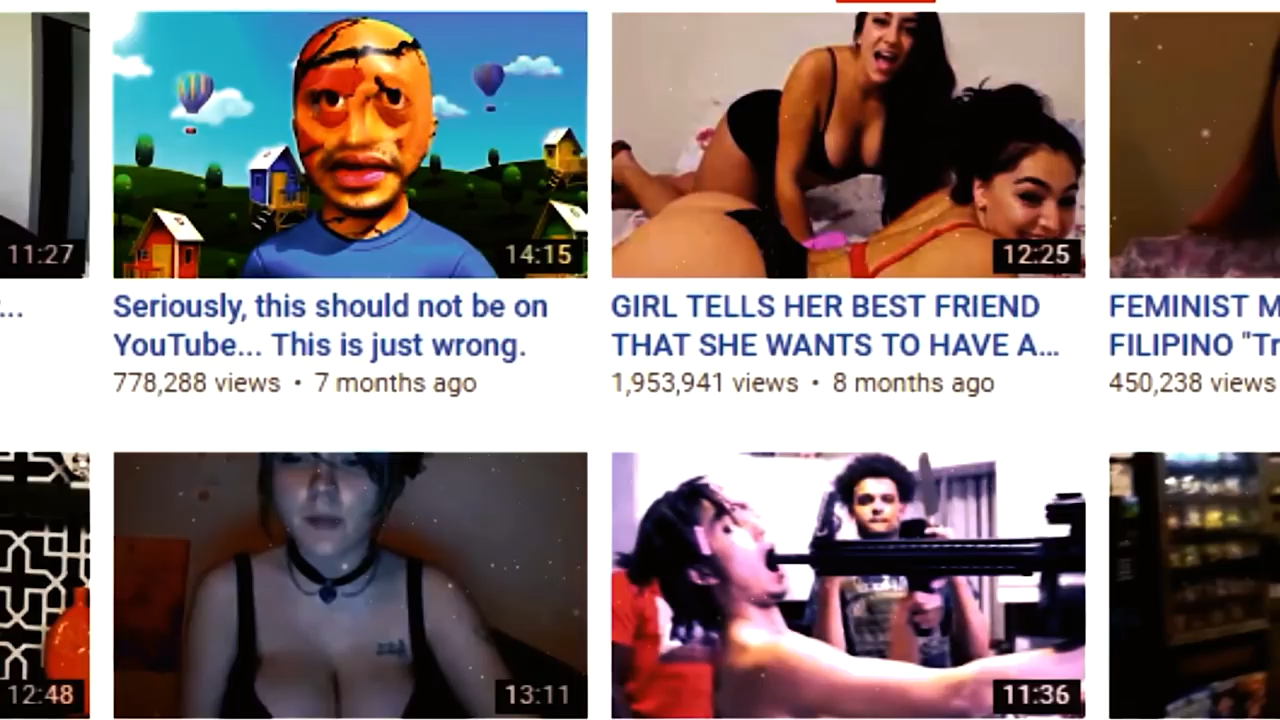 11:27
14:15
12:25
...
Seriously, this should not be on
YouTube... This is just wrong.
778,288 views • 7 months ago
GIRL TELLS HER BEST FRIEND
THAT SHE WANTS TO HAVE A...
1,953,941 views • 8 months ago
FEMINIST M
FILIPINO "Tr
450,238 views
12:48
13:11
11:36